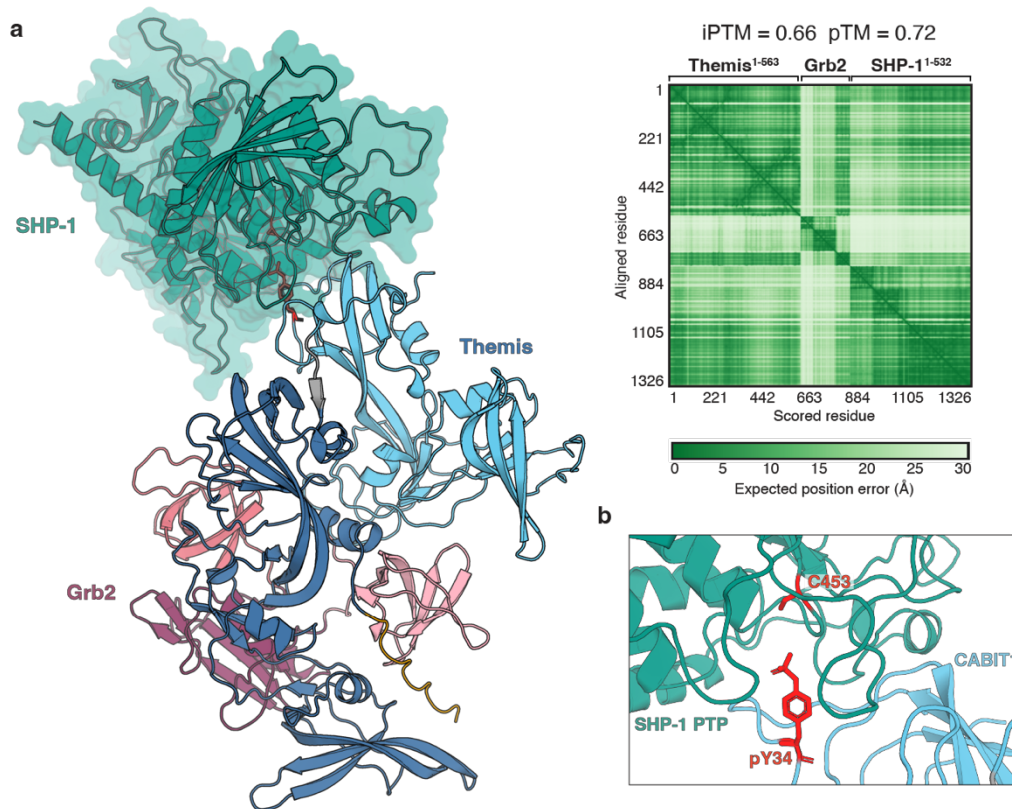 a
SHP-1
Themis
Grb2
iPTM = 0.66 pTM = 0.72
Themis¹⁻⁵⁶³ Grb2 SHP-1¹⁻⁵³²
Aligned residue
1
221
442
663
884
1105
1326
1 221 442 663 884 1105 1326
Scored residue
0 5 10 15 20 25 30
Expected position error (Å)
b
C453
CABIT1
SHP-1 PTP
pY34